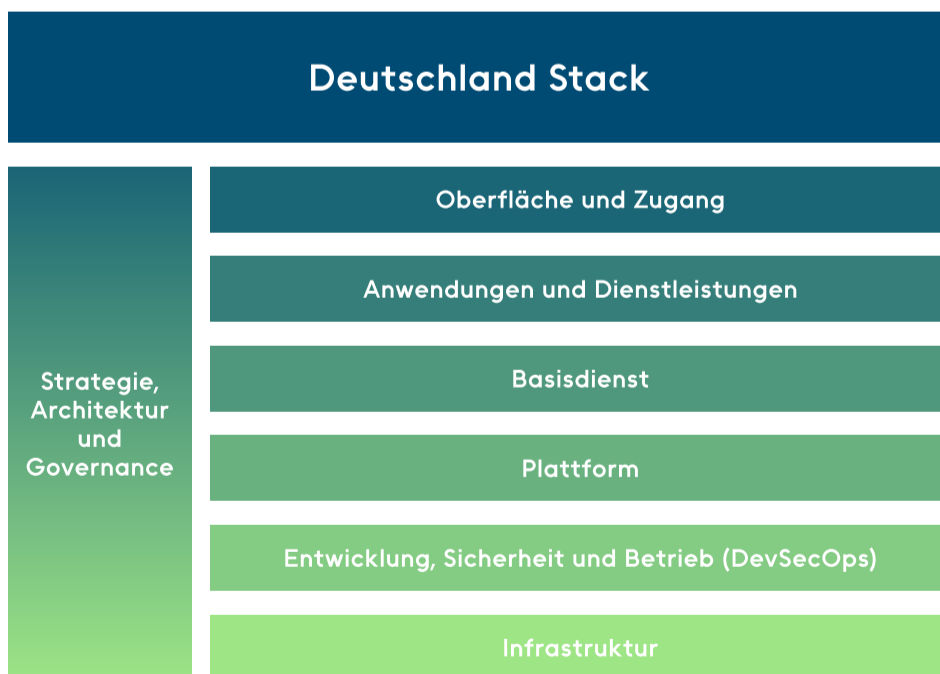 Deutschland Stack
Strategie,
Architektur
und
Governance
Oberfläche und Zugang
Anwendungen und Dienstleistungen
Basisdienst
Plattform
Entwicklung, Sicherheit und Betrieb (DevSecOps)
Infrastruktur